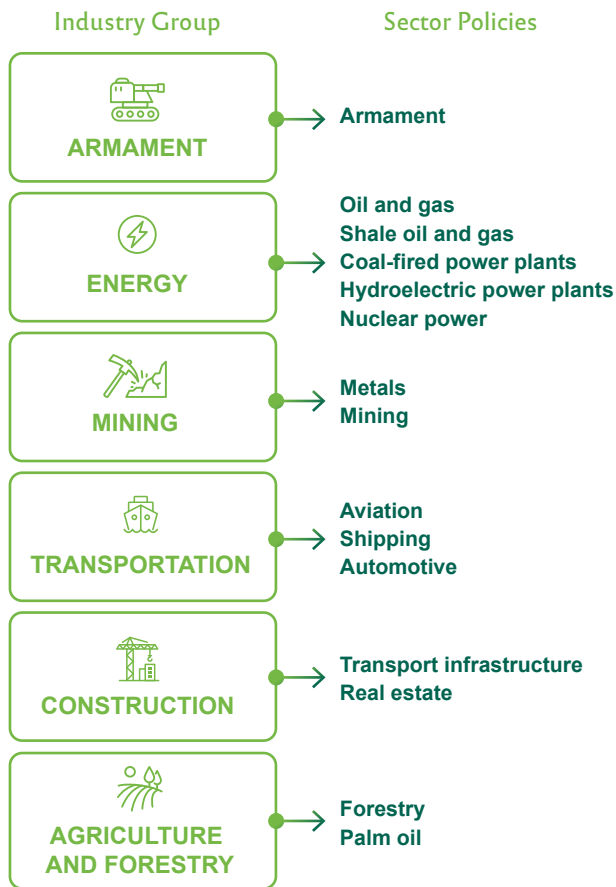 Industry Group
Sector Policies
ARMAMENT
Armament
ENERGY
Oil and gas
Shale oil and gas
Coal-fired power plants
Hydroelectric power plants
Nuclear power
MINING
Metals
Mining
TRANSPORTATION
Aviation
Shipping
Automotive
CONSTRUCTION
Transport infrastructure
Real estate
AGRICULTURE
AND FORESTRY
Forestry
Palm oil